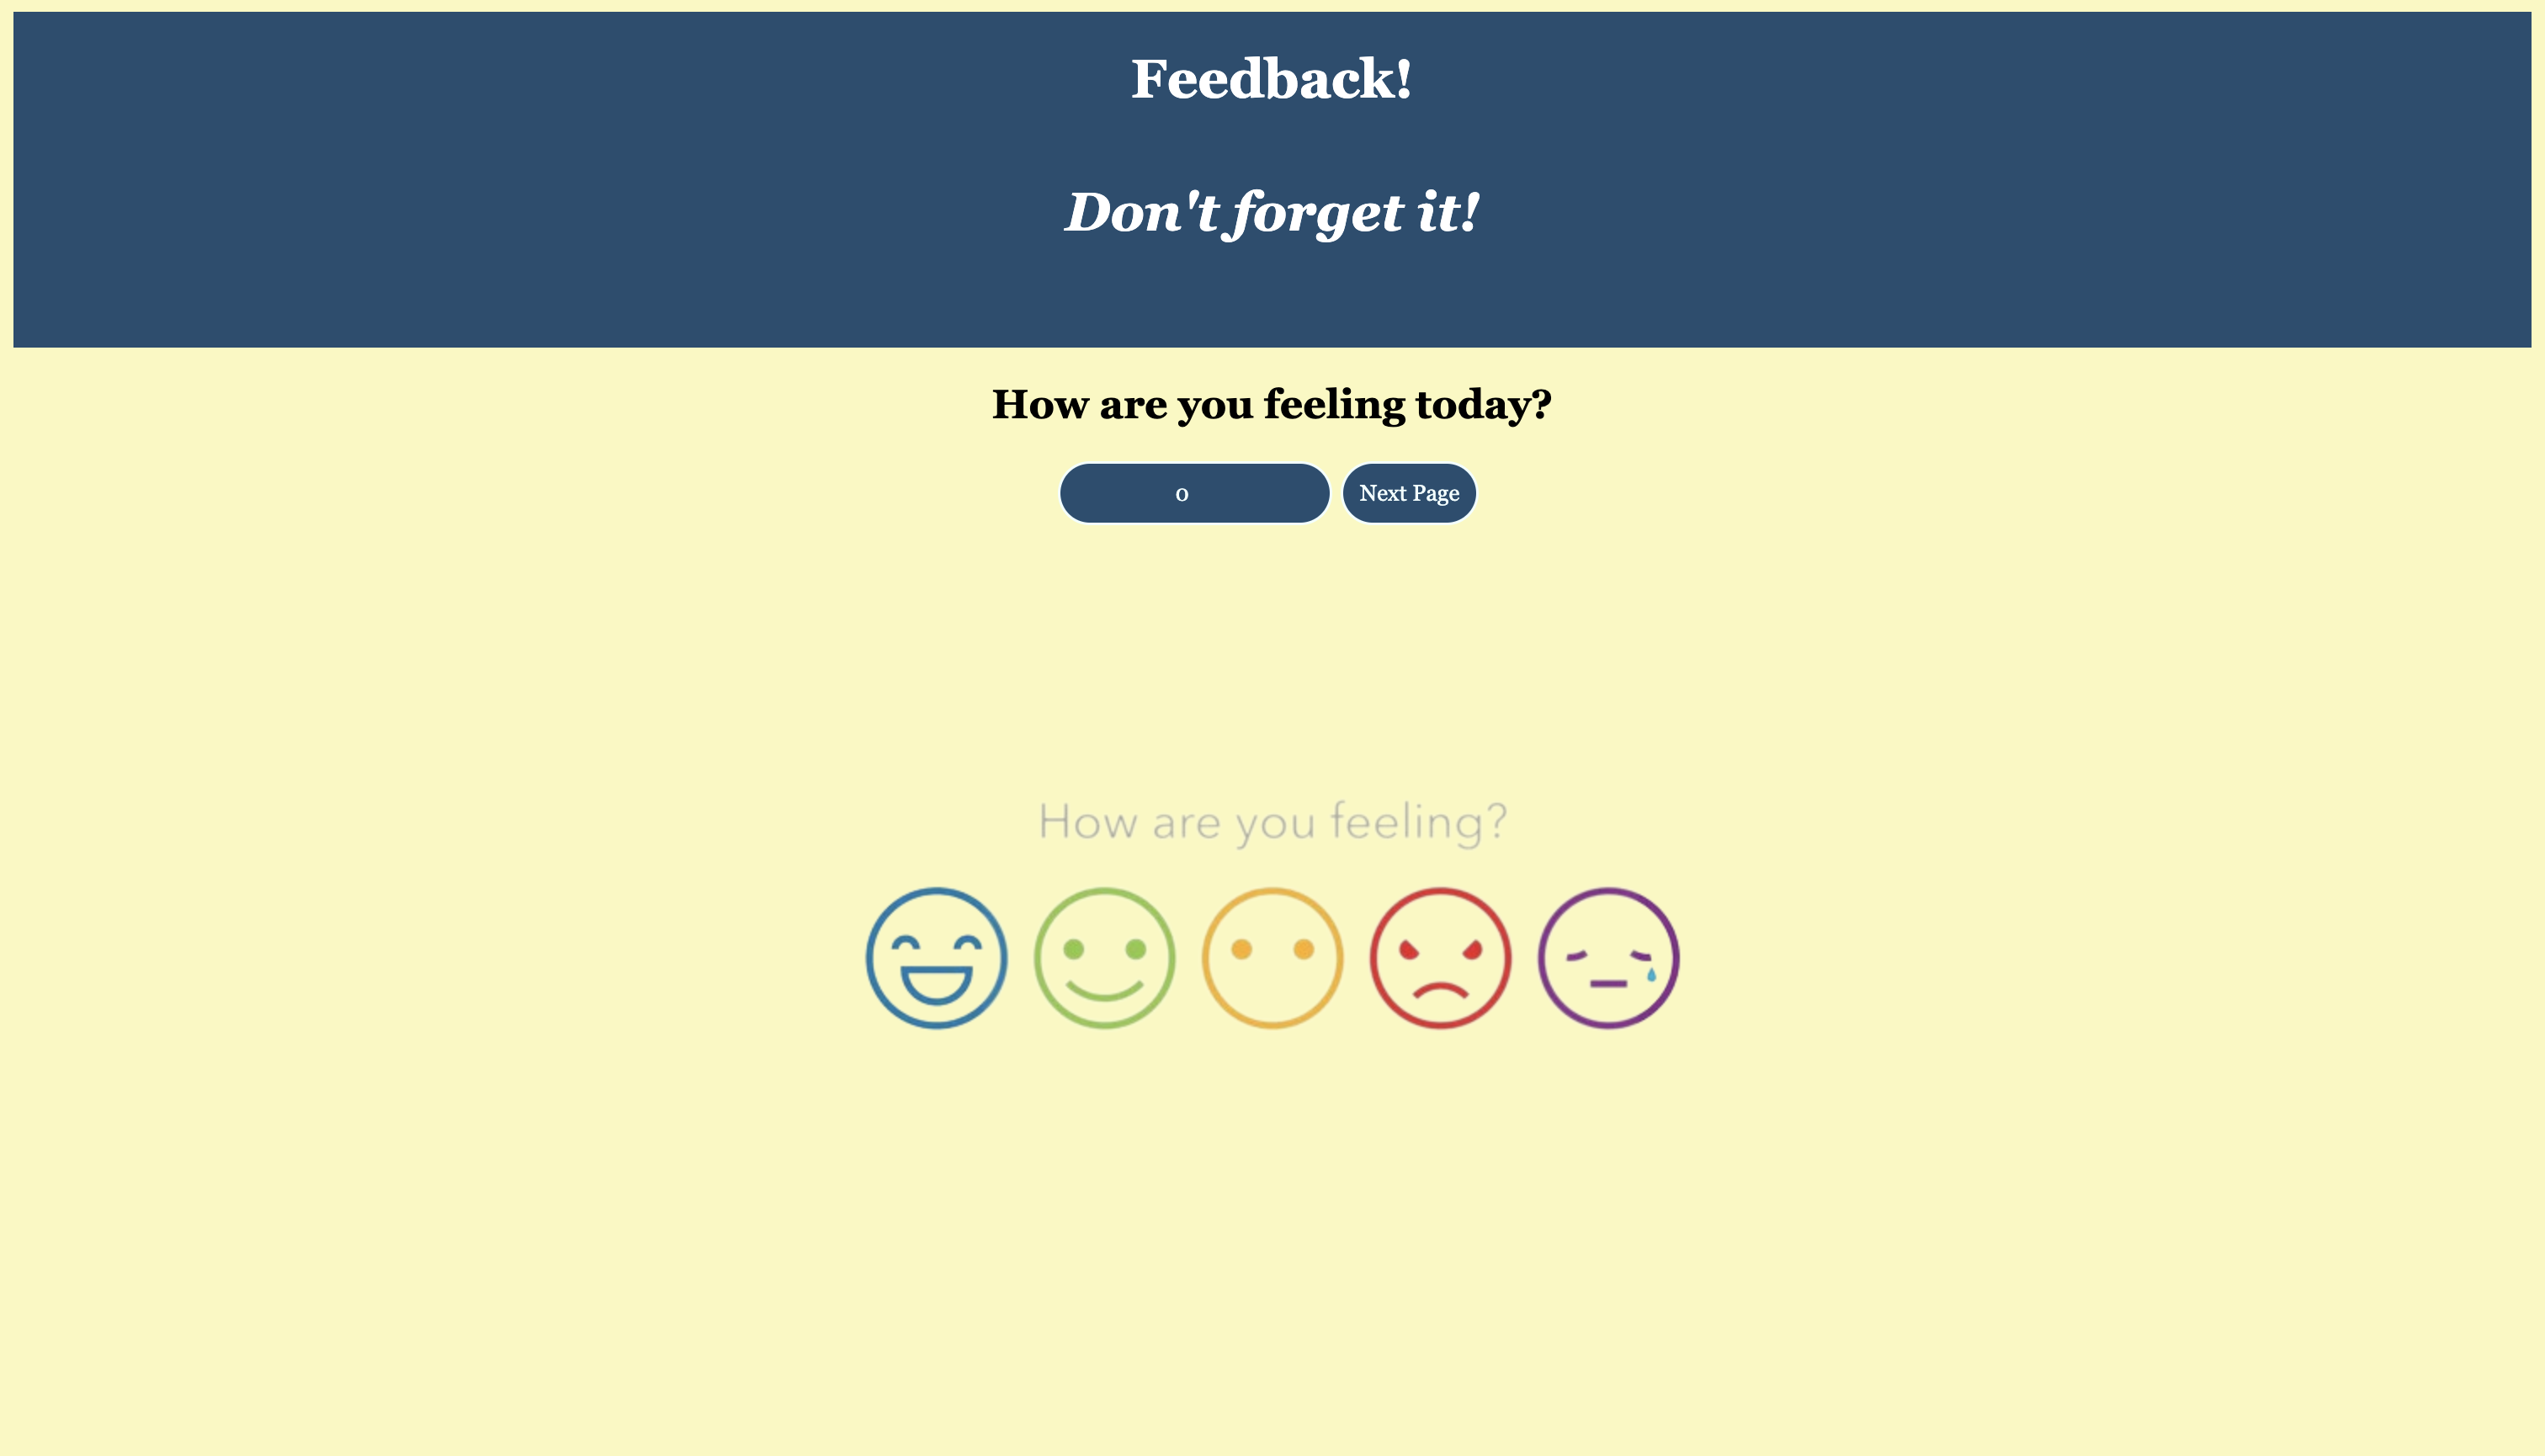 Feedback!
Don't forget it!
How are you feeling today?
0 Next Page
How are you feeling?